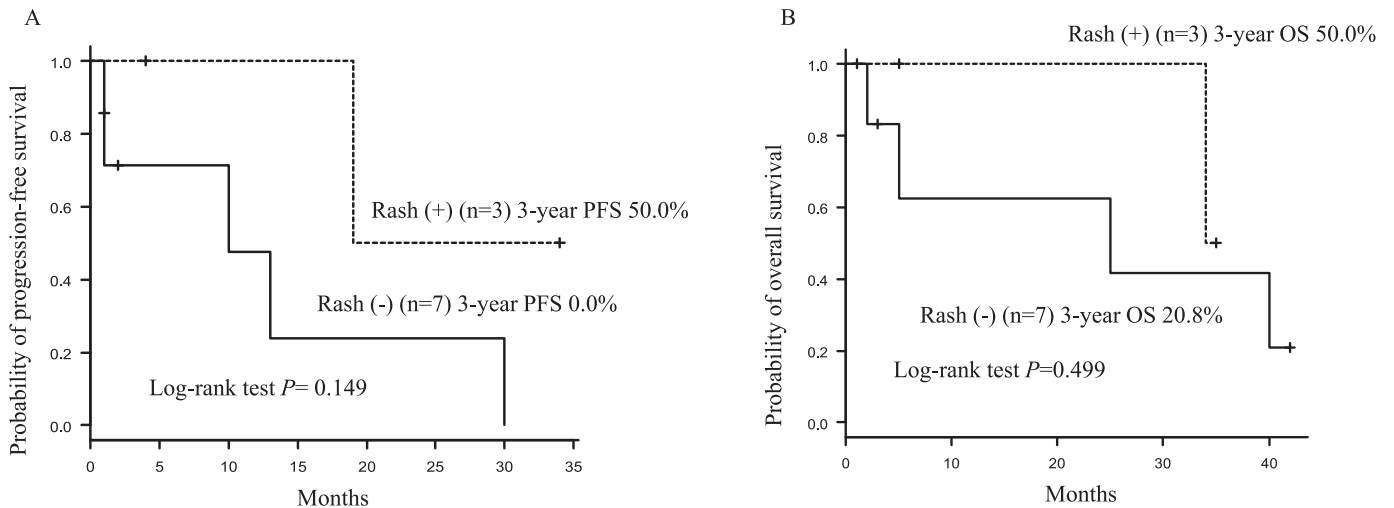 A
Probability of progression-free survival
1.0
0.8
0.6
0.4
0.2
0.0
Rash (+) (n=3) 3-year PFS 50.0%
Rash (-) (n=7) 3-year PFS 0.0%
Log-rank test P= 0.149
0 5 10 15 20 25 30 35
Months
B
Rash (+) (n=3) 3-year OS 50.0%
Probability of overall survival
1.0
0.8
0.6
0.4
0.2
0.0
Rash (-) (n=7) 3-year OS 20.8%
Log-rank test P=0.499
0 10 20 30 40
Months